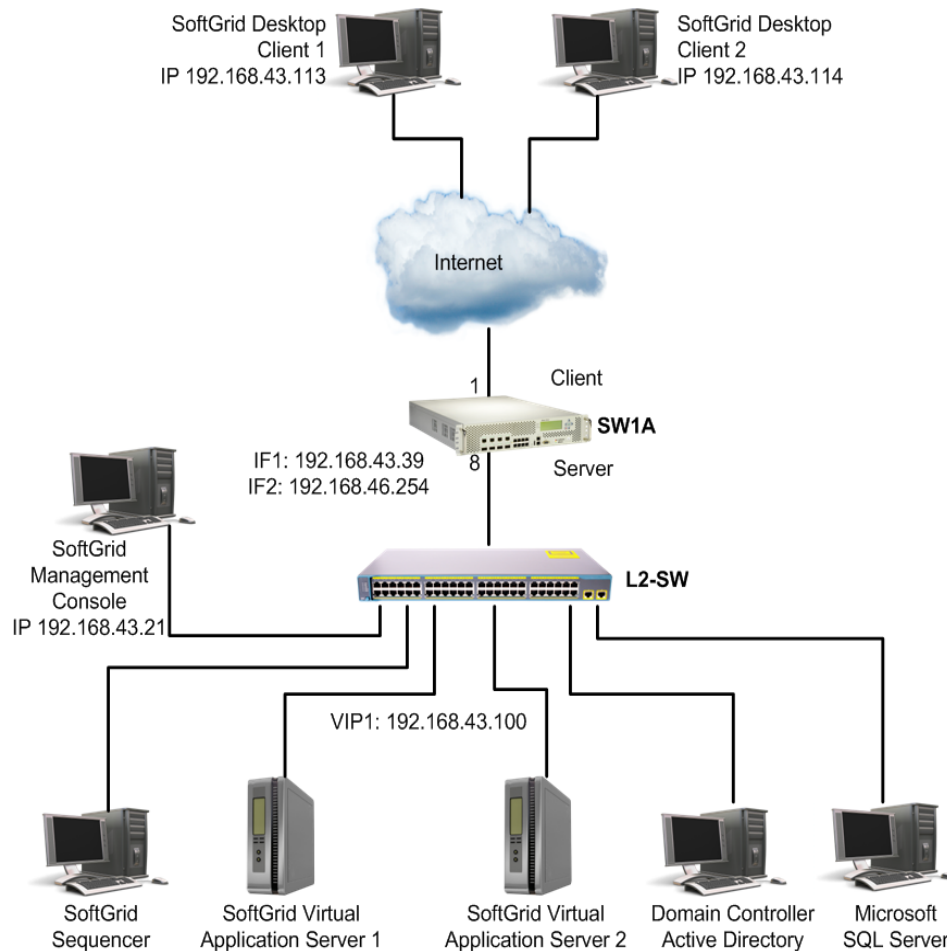 SoftGrid Desktop
Client 1
IP 192.168.43.113
SoftGrid Desktop
Client 2
IP 192.168.43.114
Internet
1
Client
SW1A
IF1: 192.168.43.39
IF2: 192.168.46.254
8
Server
SoftGrid
Management
Console
IP 192.168.43.21
L2-SW
VIP1: 192.168.43.100
SoftGrid
Sequencer
SoftGrid Virtual
Application Server 1
SoftGrid Virtual
Application Server 2
Domain Controller
Active Directory
Microsoft
SQL Server